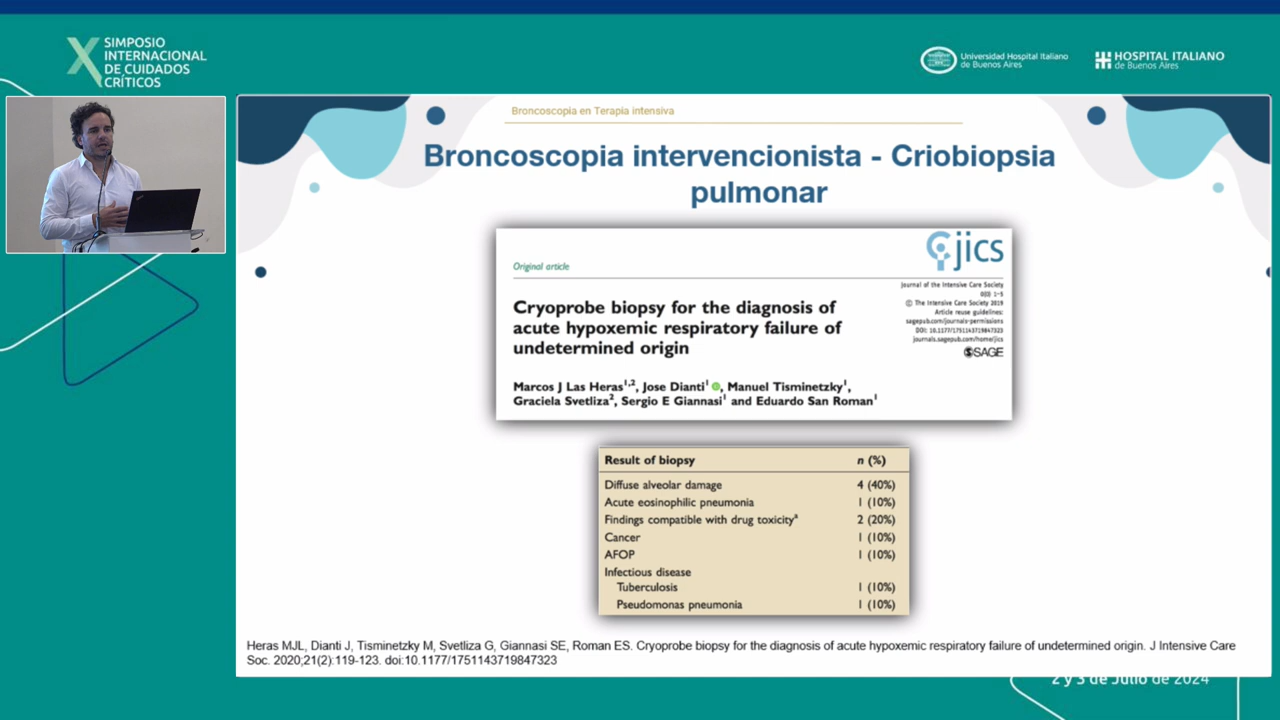 SIMPOSIO
INTERNACIONAL
DE CUIDADOS
CRÍTICOS
Universidad Hospital Italiano
de Buenos Aires
HOSPITAL ITALIANO
de Buenos Aires
Broncoscopia en Terapia intensiva
Broncoscopia intervencionista - Criobiopsia
pulmonar
jics
Original article
Journal of the Intensive Care Society
0(0) 1–5
© The Intensive Care Society 2019
Article reuse guidelines:
sagepub.com/journals-permissions
DOI: 10.1177/1751143719847323
journals.sagepub.com/home/jics
SAGE
Cryoprobe biopsy for the diagnosis of
acute hypoxemic respiratory failure of
undetermined origin
Marcos J Las Heras1,2, Jose Dianti1, Manuel Tisminetzky1,
Graciela Svetliza2, Sergio E Giannasi1 and Eduardo San Roman1
Result of biopsy n (%)
Diffuse alveolar damage 4 (40%)
Acute eosinophilic pneumonia 1 (10%)
Findings compatible with drug toxicitya 2 (20%)
Cancer 1 (10%)
AFOP 1 (10%)
Infectious disease
Tuberculosis 1 (10%)
Pseudomonas pneumonia 1 (10%)
Heras MJL, Dianti J, Tisminetzky M, Svetliza G, Giannasi SE, Roman ES. Cryoprobe biopsy for the diagnosis of acute hypoxemic respiratory failure of undetermined origin. J Intensive Care
Soc. 2020;21(2):119-123. doi:10.1177/1751143719847323
2 y 3 de Julio de 2024